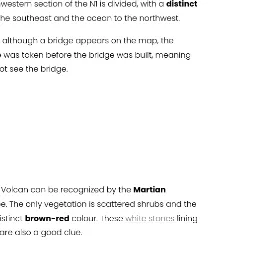 western section of the N1 is divided, with a distinct
the southeast and the ocean to the northwest.
although a bridge appears on the map, the
was taken before the bridge was built, meaning
ot see the bridge.
Volcan can be recognized by the Martian
e. The only vegetation is scattered shrubs and the
istinct brown-red colour. These white stones lining
are also a good clue.